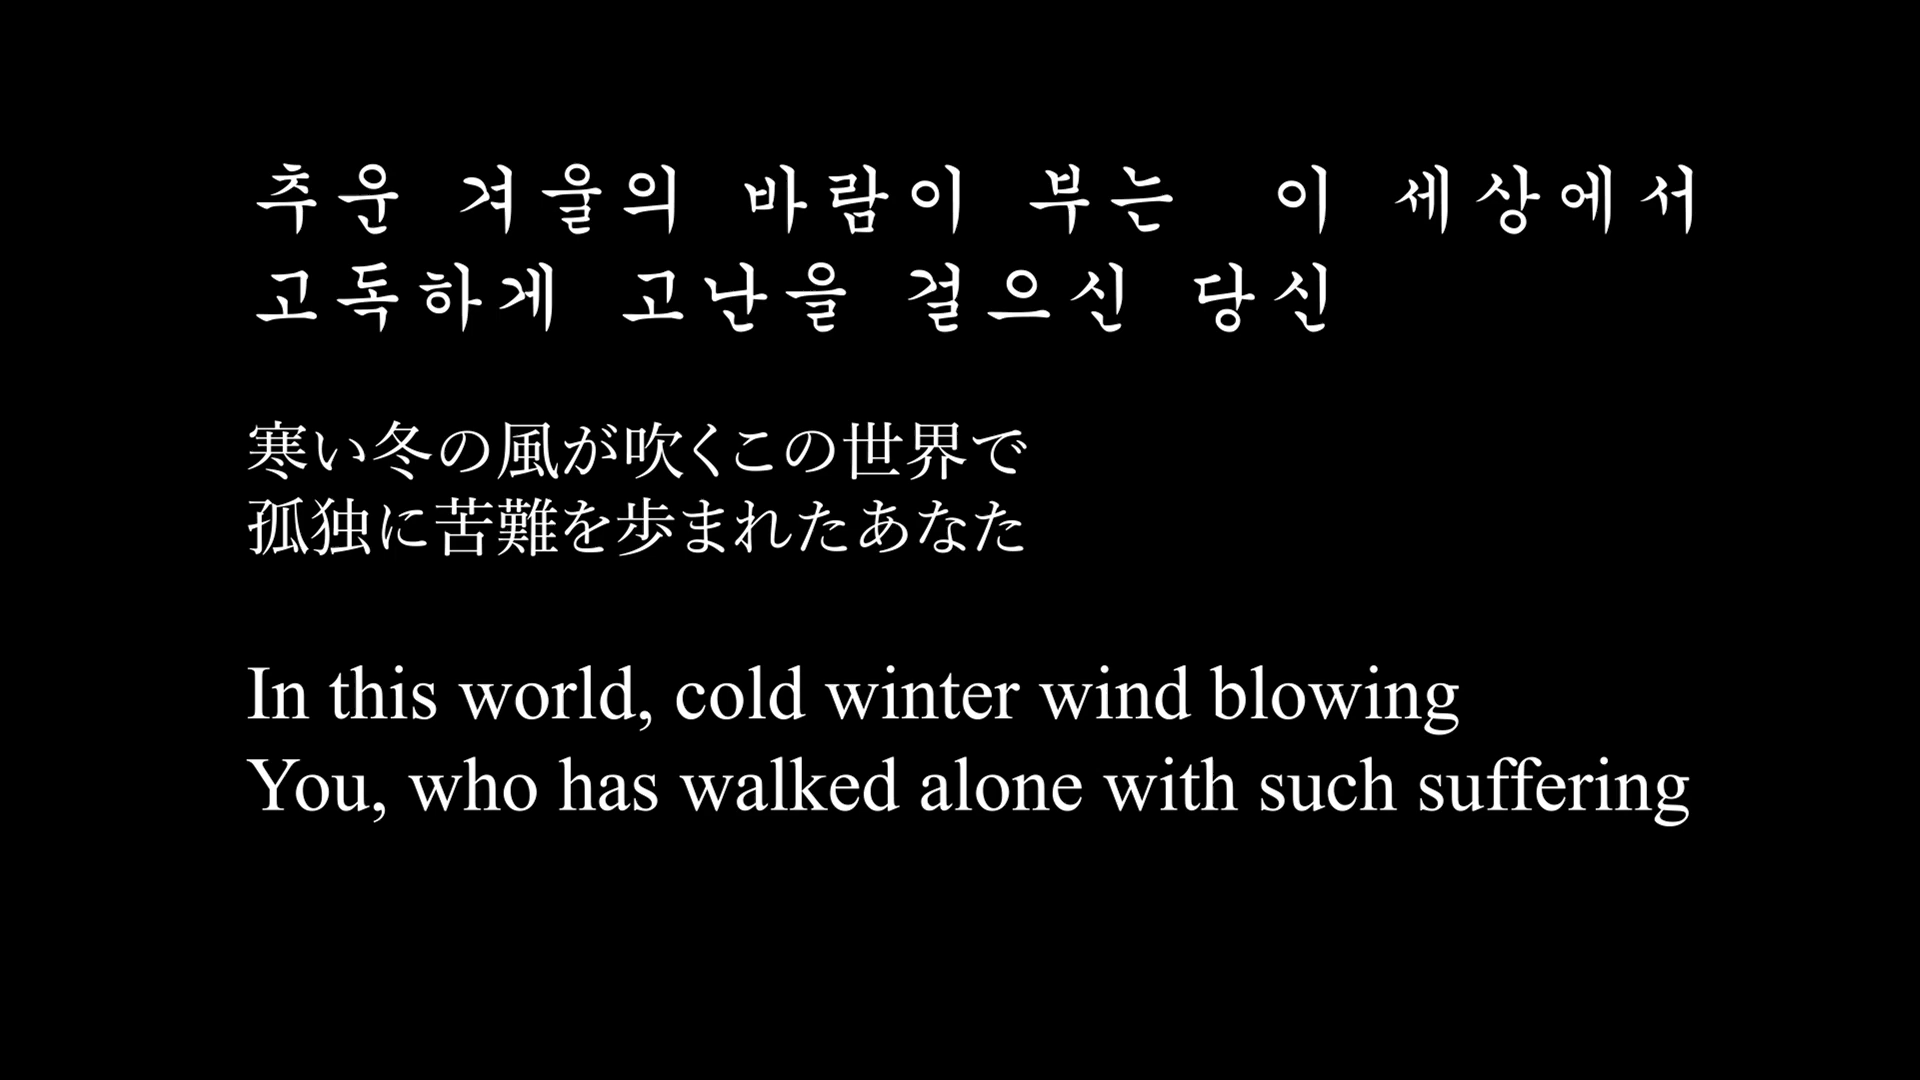 추운 겨울의 바람이 부는 이 세상에서
고독하게 고난을 걸으신 당신
寒い冬の風が吹くこの世界で
孤独に苦難を歩まれたあなた
In this world, cold winter wind blowing
You, who has walked alone with such suffering